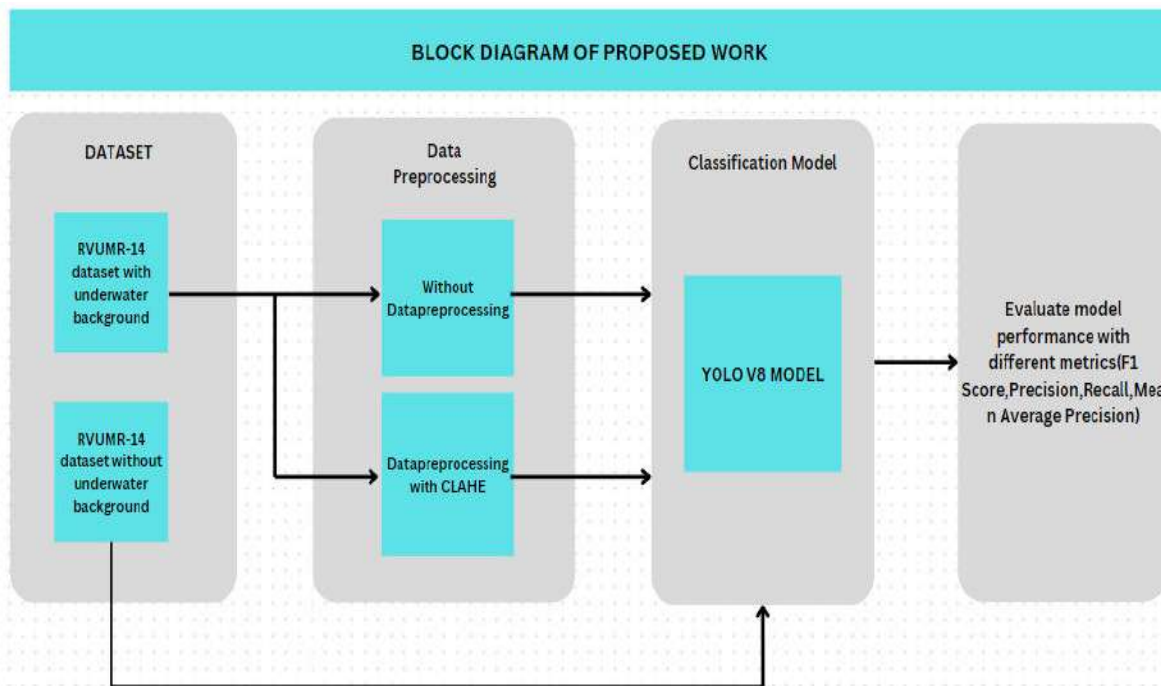 BLOCK DIAGRAM OF PROPOSED WORK
DATASET
RVUMR-14
dataset with
underwater
background
RVUMR-14
dataset without
underwater
background
Data
Preprocessing
Without
Datapreprocessing
Datapreprocessing
with CLAHE
Classification Model
YOLO V8 MODEL
Evaluate model
performance with
different metrics(F1
Score,Precision,Recall,Mea
n Average Precision)